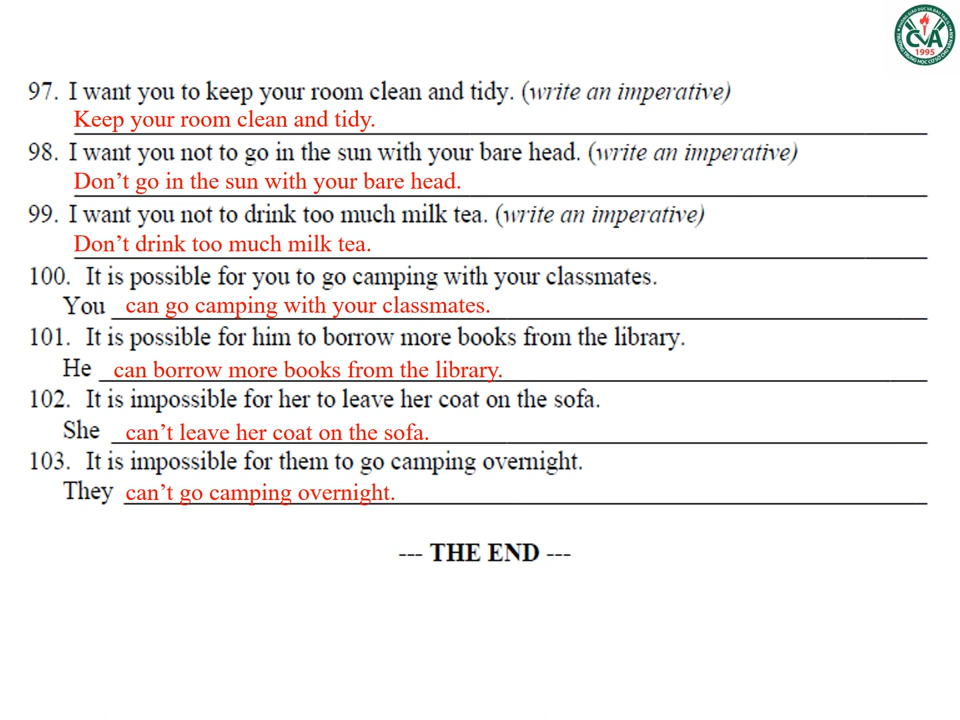 CVA
1995
97. I want you to keep your room clean and tidy. (write an imperative)
Keep your room clean and tidy.
98. I want you not to go in the sun with your bare head. (write an imperative)
Don't go in the sun with your bare head.
99. I want you not to drink too much milk tea. (write an imperative)
Don't drink too much milk tea.
100. It is possible for you to go camping with your classmates.
You can go camping with your classmates.
101. It is possible for him to borrow more books from the library.
He can borrow more books from the library.
102. It is impossible for her to leave her coat on the sofa.
She can't leave her coat on the sofa.
103. It is impossible for them to go camping overnight.
They can't go camping overnight.
--- THE END ---